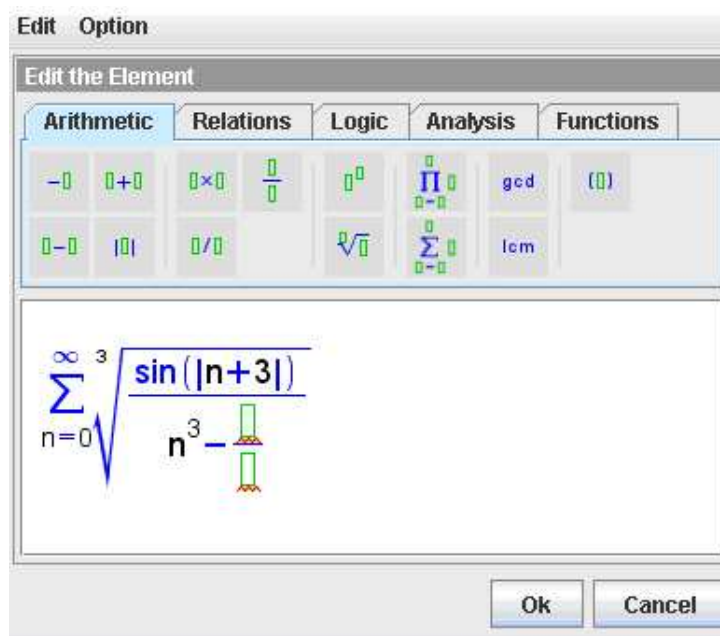 Edit Option
Edit the Element
Arithmetic Relations Logic Analysis Functions
−▯ ▯+▯ ▯×▯ ▯/▯ ▯^▯ ∏ ▯=▯ ▯ ▯ gcd (▯)
▯−▯ |▯| ▯/▯ ▯√▯ ∑ ▯=▯ ▯ ▯ lcm
∞ 3 sin(|n+3|)
∑ √
n=0 n³ − ▯/▯
Ok Cancel